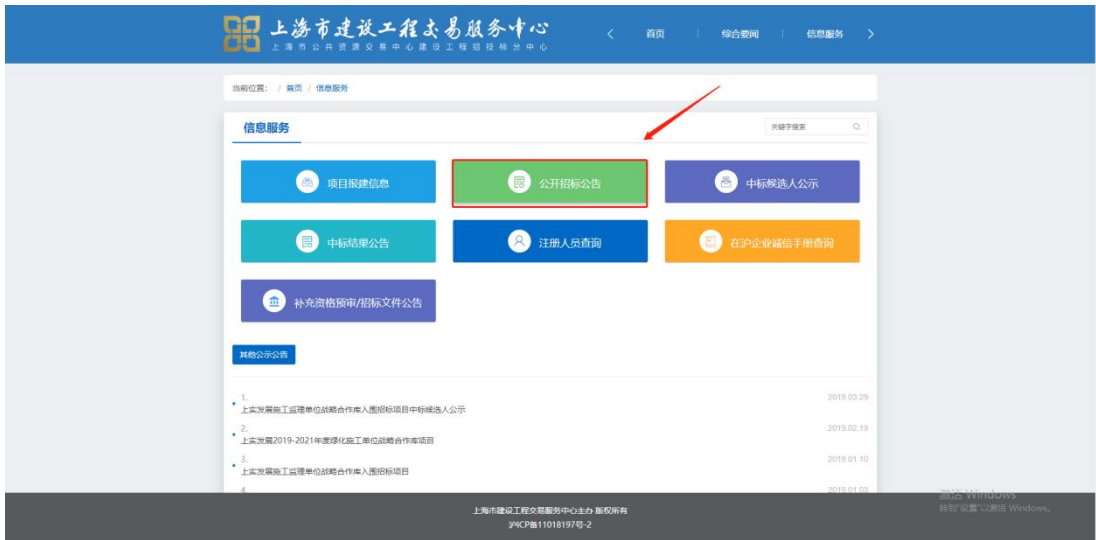 上海市建设工程交易服务中心
上海市公共资源交易中心建设工程招投标分中心
首页
综合要闻
信息服务
当前位置： / 首页 / 信息服务
信息服务
关键字搜索
项目报建信息
公开招标公告
中标候选人公示
中标结果公告
注册人员查询
在沪企业诚信手册查询
补充资格预审/招标文件公告
其他公示公告
1.
2019.03.29
上实发展施工监理单位战略合作库入围招标项目中标候选人公示
2.
2019.02.19
上实发展2019-2021年度绿化施工单位战略合作库项目
3.
2019.01.10
上实发展施工监理单位战略合作库入围招标项目
4.
2019.01.03
激活 Windows
转到"设置"以激活 Windows。
上海市建设工程交易服务中心主办 版权所有
沪ICP备11018197号-2